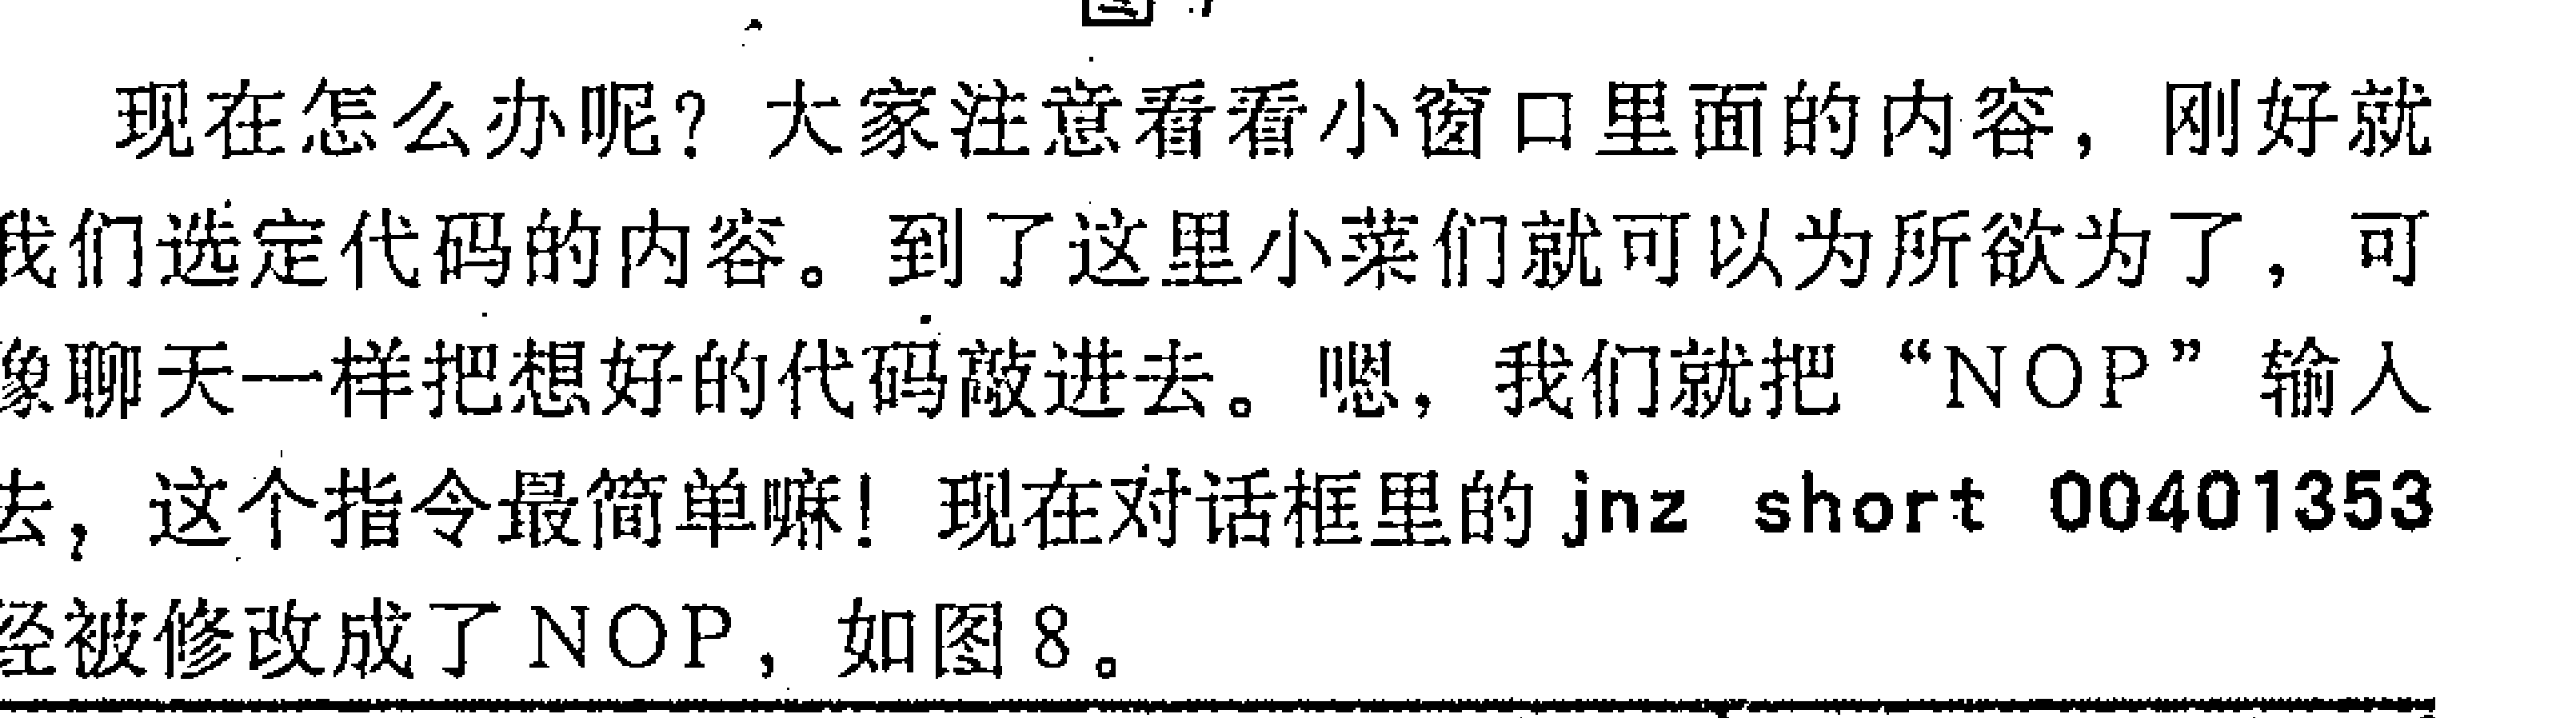 现在怎么办呢？大家注意看看小窗口里面的内容，刚好就
我们选定代码的内容。到了这里小菜们就可以为所欲为了，可
像聊天一样把想好的代码敲进去。嗯，我们就把“NOP”输入
去，这个指令最简单嘛！现在对话框里的 jnz short 00401353
经被修改成了NOP，如图8。